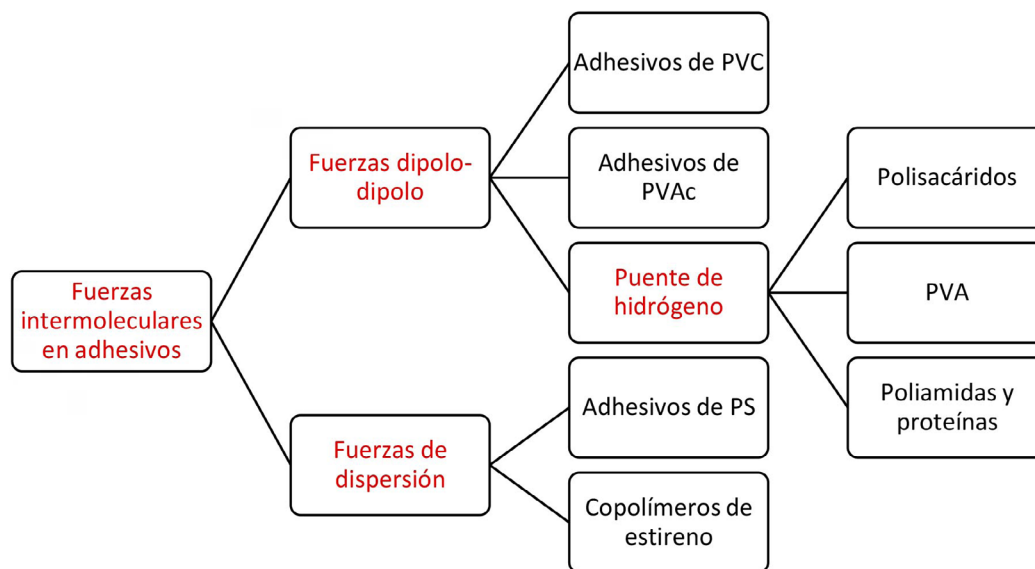 Fuerzas
intermoleculares
en adhesivos
Fuerzas dipolo-
dipolo
Adhesivos de PVC
Adhesivos de
PVAc
Puente de
hidrógeno
Polisacáridos
PVA
Poliamidas y
proteínas
Fuerzas de
dispersión
Adhesivos de PS
Copolímeros de
estireno